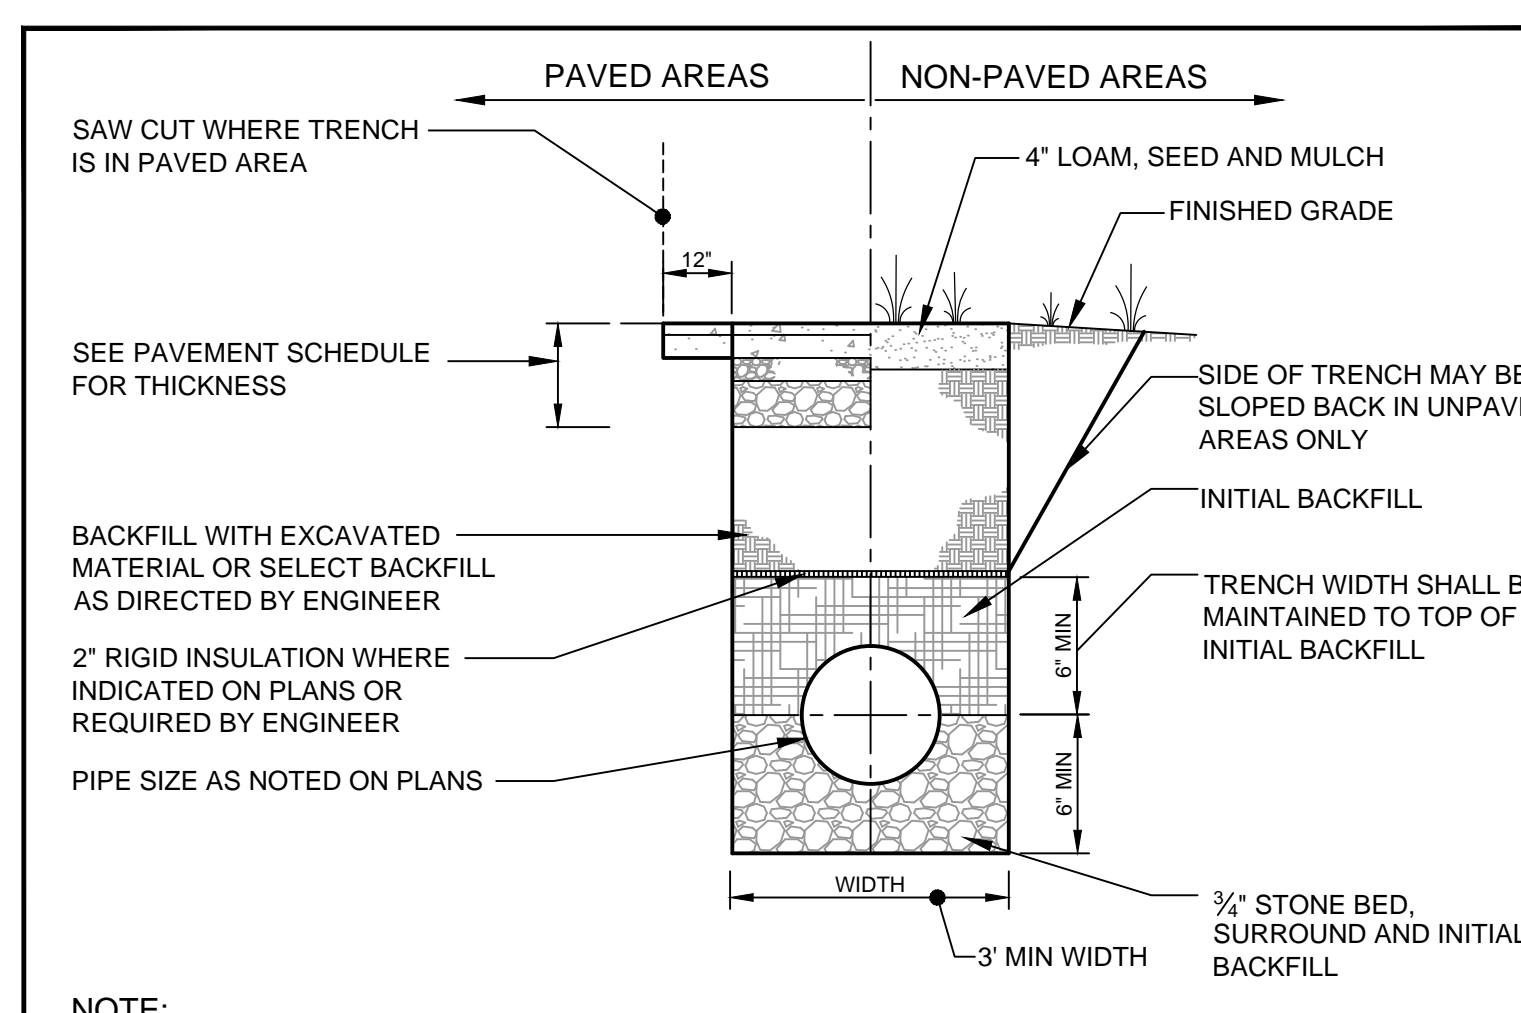 PAVED AREAS
NON-PAVED AREAS
SAW CUT WHERE TRENCH
IS IN PAVED AREA
4" LOAM, SEED AND MULCH
FINISHED GRADE
12"
SEE PAVEMENT SCHEDULE
FOR THICKNESS
SIDE OF TRENCH MAY BE
SLOPED BACK IN
AREAS ONLY
INITIAL BACKFILL
BACKFILL WITH EXCAVATED
MATERIAL OR SELECT BACKFILL
AS DIRECTED BY ENGINEER
TRENCH WIDTH SHALL
MAINTAINED TO TOP OF
INITIAL BACKFILL
6" MIN
2" RIGID INSULATION WHERE
INDICATED ON PLANS OR
REQUIRED BY ENGINEER
PIPE SIZE AS NOTED ON PLANS
6" MIN
WIDTH
3' MIN WIDTH
¾" STONE BED,
SURROUND AND INITIAL
BACKFILL
NOTE: